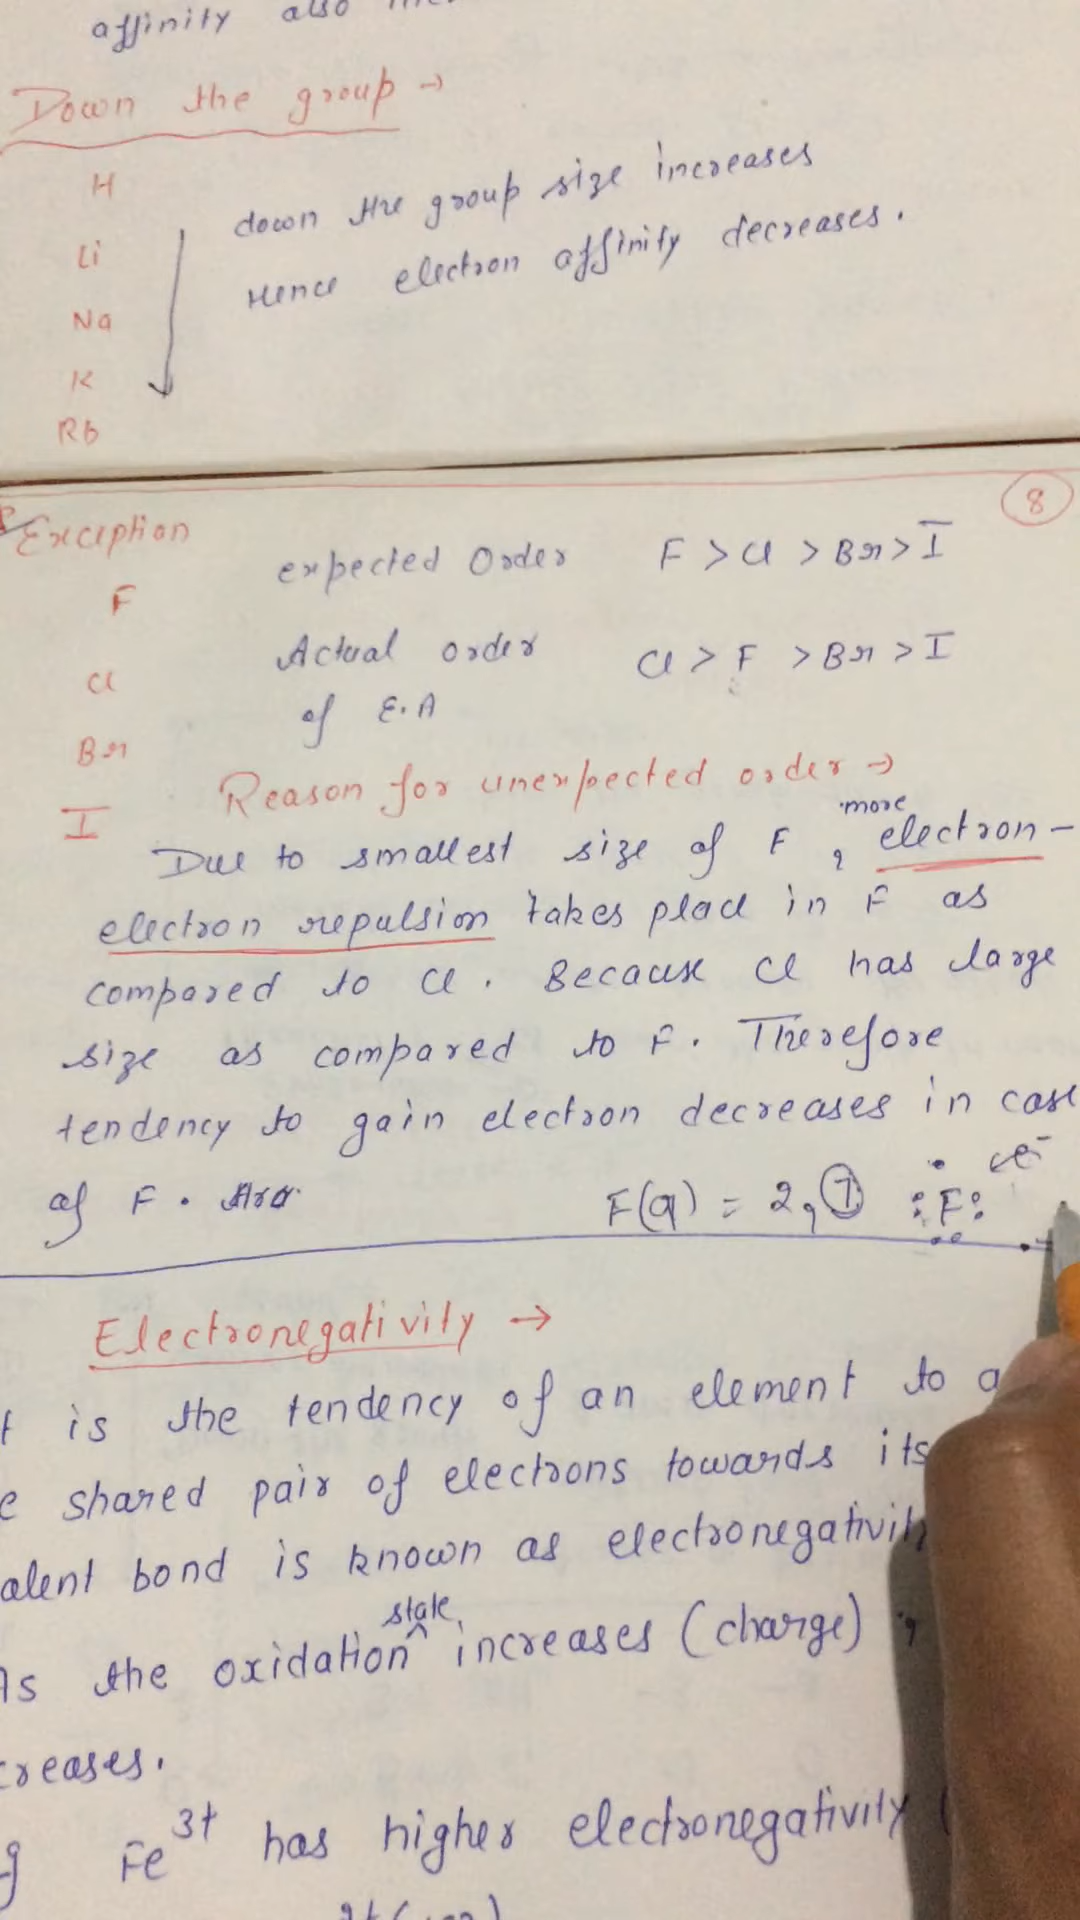 affinity also
Down the group →
H
Li
Na
K
Rb
down the group size increases
Hence electron affinity decreases.
8
Exception
F
Cl
Br
I
expected Order F > Cl > Br > I
Actual order Cl > F > Br > I
of E.A
Reason for unexpected order →
Due to smallest size of F, more electron-
electron repulsion takes place in F as
compared to Cl. Because Cl has large
size as compared to F. Therefore
tendency to gain electron decreases in case
of F. F(9) = 2,7 F e-
Electronegativity →
is the tendency of an element to
shared pair of electrons towards its
alent bond is known as electronegativi
As the oxidation state increases (charge),
creases.
Fe3+ has higher electronegativity (